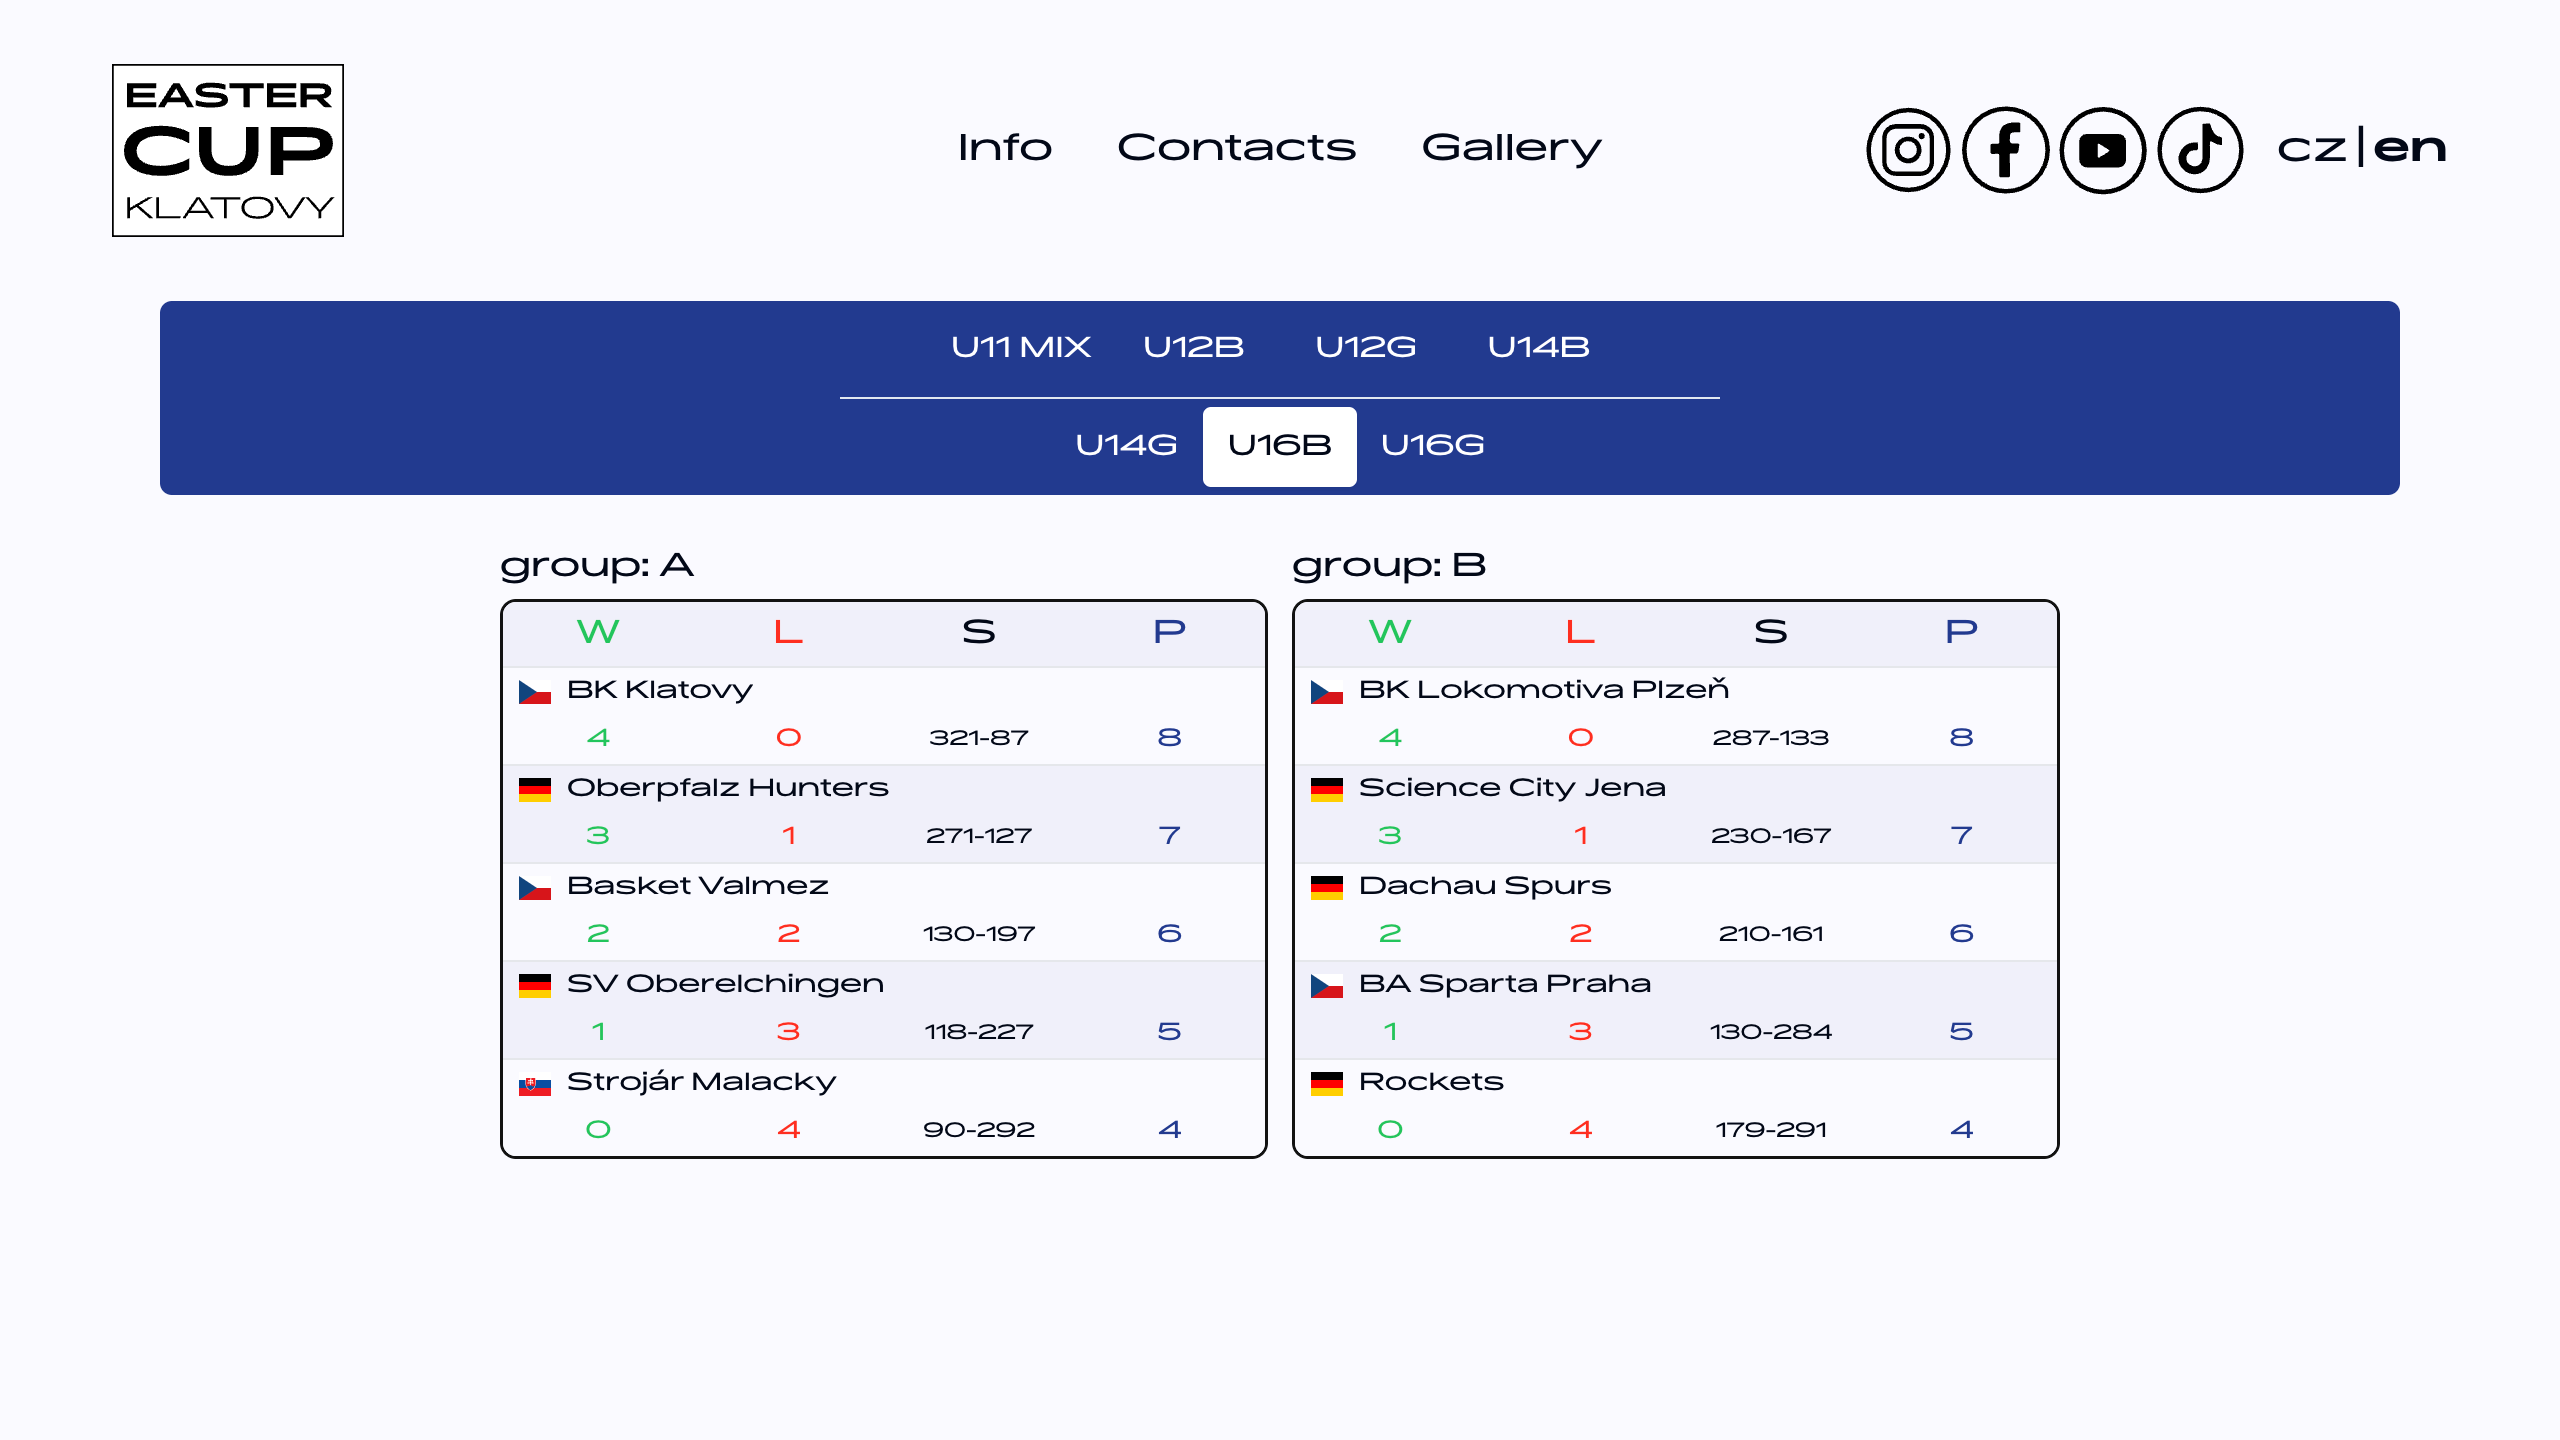 EASTER
CUP
KLATOVY
Info Contacts Gallery
cz|en
U11 MIX U12B U12G U14B
U14G U16B U16G
group: A
W L S P
BK Klatovy
4 0 321-87 8
Oberpfalz Hunters
3 1 271-127 7
Basket Valmez
2 2 130-197 6
SV Oberelchingen
1 3 118-227 5
Strojár Malacky
0 4 90-292 4
group: B
W L S P
BK Lokomotiva Plzeň
4 0 287-133 8
Science City Jena
3 1 230-167 7
Dachau Spurs
2 2 210-161 6
BA Sparta Praha
1 3 130-284 5
Rockets
0 4 179-291 4